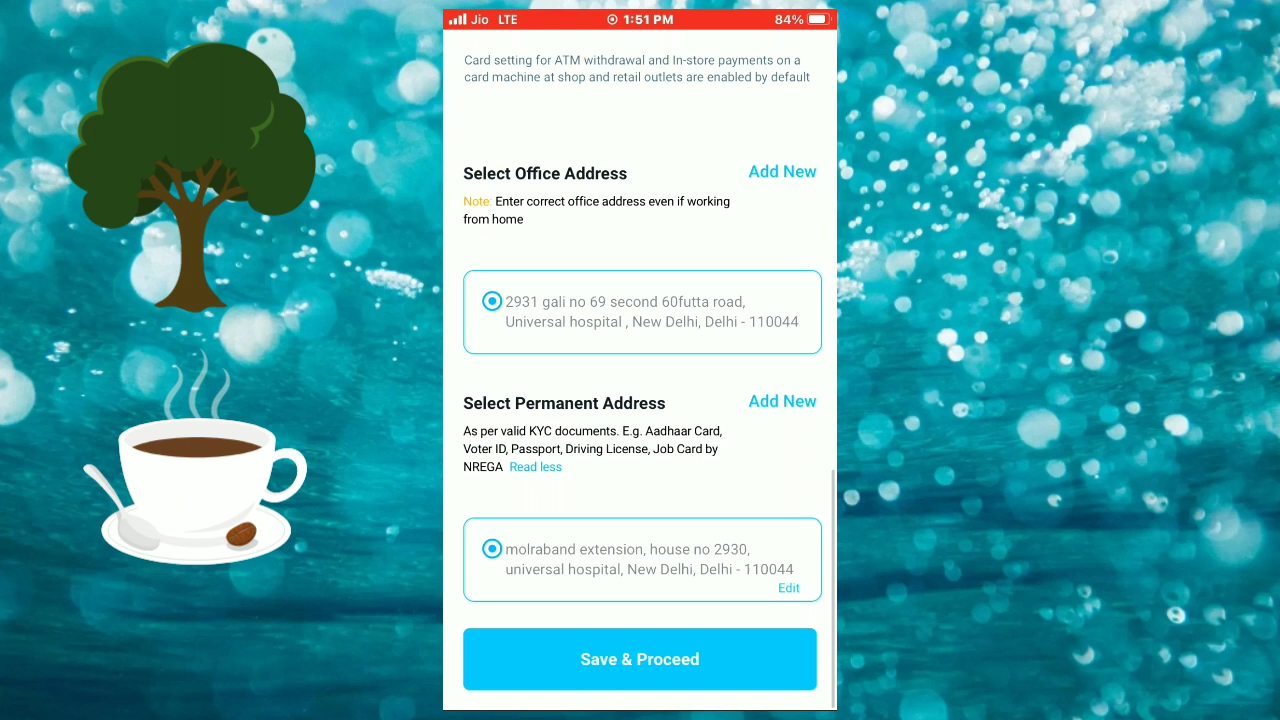 Jio LTE 1:51 PM 84%
Card setting for ATM withdrawal and In-store payments on a
card machine at shop and retail outlets are enabled by default
Select Office Address Add New
Note: Enter correct office address even if working
from home
2931 gali no 69 second 60futta road,
Universal hospital , New Delhi, Delhi - 110044
Select Permanent Address Add New
As per valid KYC documents. E.g. Aadhaar Card,
Voter ID, Passport, Driving License, Job Card by
NREGA Read less
molraband extension, house no 2930,
universal hospital, New Delhi, Delhi - 110044
Edit
Save & Proceed